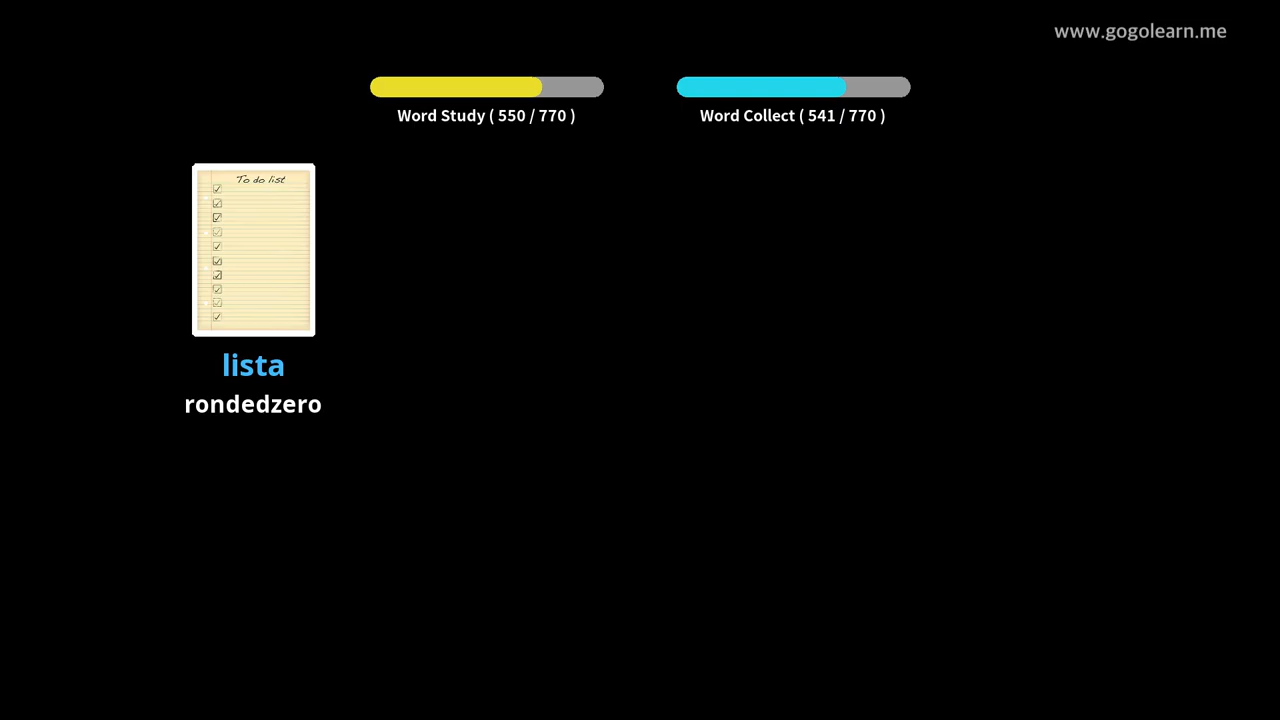 www.gogolearn.me
Word Study ( 550 / 770 )
Word Collect ( 541 / 770 )
To do list
lista
rondedzero